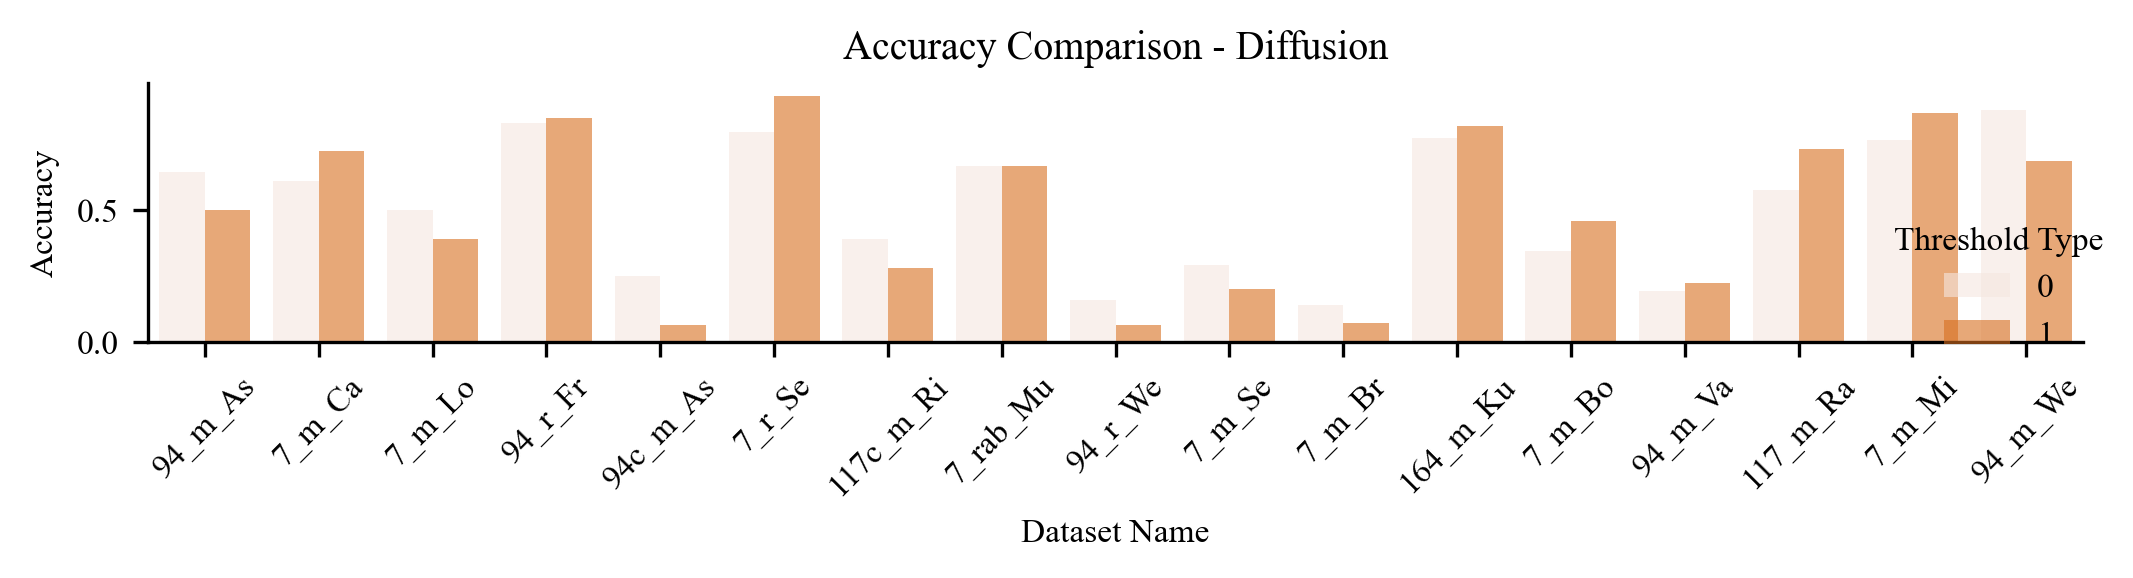 Accuracy Comparison - Diffusion
Accuracy
0.5
0.0
Threshold Type
0
1
94_m_As
7_m_Ca
7_m_Lo
94_r_Fr
94c_m_As
7_r_Se
117c_m_Ri
7_rab_Mu
94_r_We
7_m_Se
7_m_Br
164_m_Ku
7_m_Bo
94_m_Va
117_m_Ra
7_m_Mi
94_m_We
Dataset Name